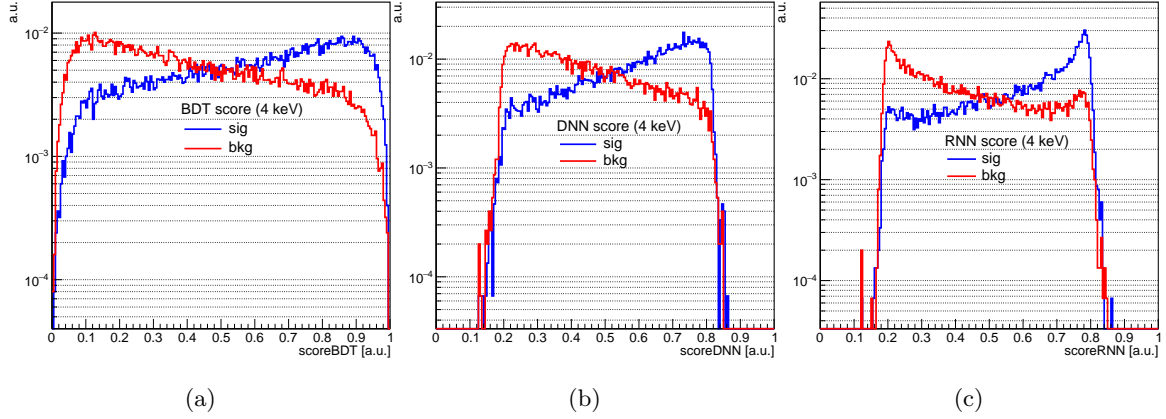 a.u.
10⁻²
10⁻³
10⁻⁴
BDT score (4 keV)
sig
bkg
0 0.1 0.2 0.3 0.4 0.5 0.6 0.7 0.8 0.9 1
scoreBDT [a.u.]
(a)
a.u.
10⁻²
10⁻³
10⁻⁴
DNN score (4 keV)
sig
bkg
0 0.1 0.2 0.3 0.4 0.5 0.6 0.7 0.8 0.9 1
scoreDNN [a.u.]
(b)
a.u.
10⁻²
10⁻³
10⁻⁴
RNN score (4 keV)
sig
bkg
0 0.1 0.2 0.3 0.4 0.5 0.6 0.7 0.8 0.9 1
scoreRNN [a.u.]
(c)